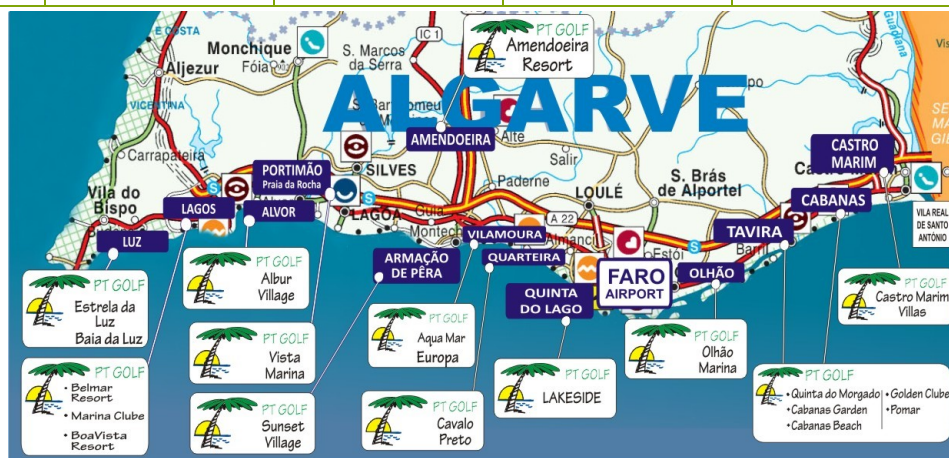 E COSTA
Monchique
Fóia
Aljezur
VICENTINA
S. Marcos
da Serra
IC 1
PT GOLF
Amendoeira
Resort
ALGARVE
AMENDOEIRA
Alte
Salir
Carrapateira
PORTIMÃO
Praia da Rocha
SILVES
Paderne
LOULÉ
S. Brás
de Alportel
CASTRO
MARIM
CABANAS
Vila do
Bispo
LAGOS
ALVOR
LAGOA
Guia
A 22
VILAMOURA
QUARTEIRA
Estói
TAVIRA
VILA REAL
DE SANTO
ANTÓNIO
LUZ
ARMAÇÃO
DE PÊRA
FARO
AIRPORT
OLHÃO
QUINTA
DO LAGO
Guadiana
PT GOLF
Estrela da
Luz
Baia da Luz
PT GOLF
Albur
Village
PT GOLF
Vista
Marina
PT GOLF
Aqua Mar
Europa
PT GOLF
LAKESIDE
PT GOLF
Olhão
Marina
PT GOLF
Castro Marim
Villas
PT GOLF
• Belmar
Resort
• Marina Clube
• BoaVista
Resort
PT GOLF
Sunset
Village
PT GOLF
Cavalo
Preto
PT GOLF
• Quinta do Morgado
• Cabanas Garden
• Cabanas Beach
• Golden Clube
• Pomar